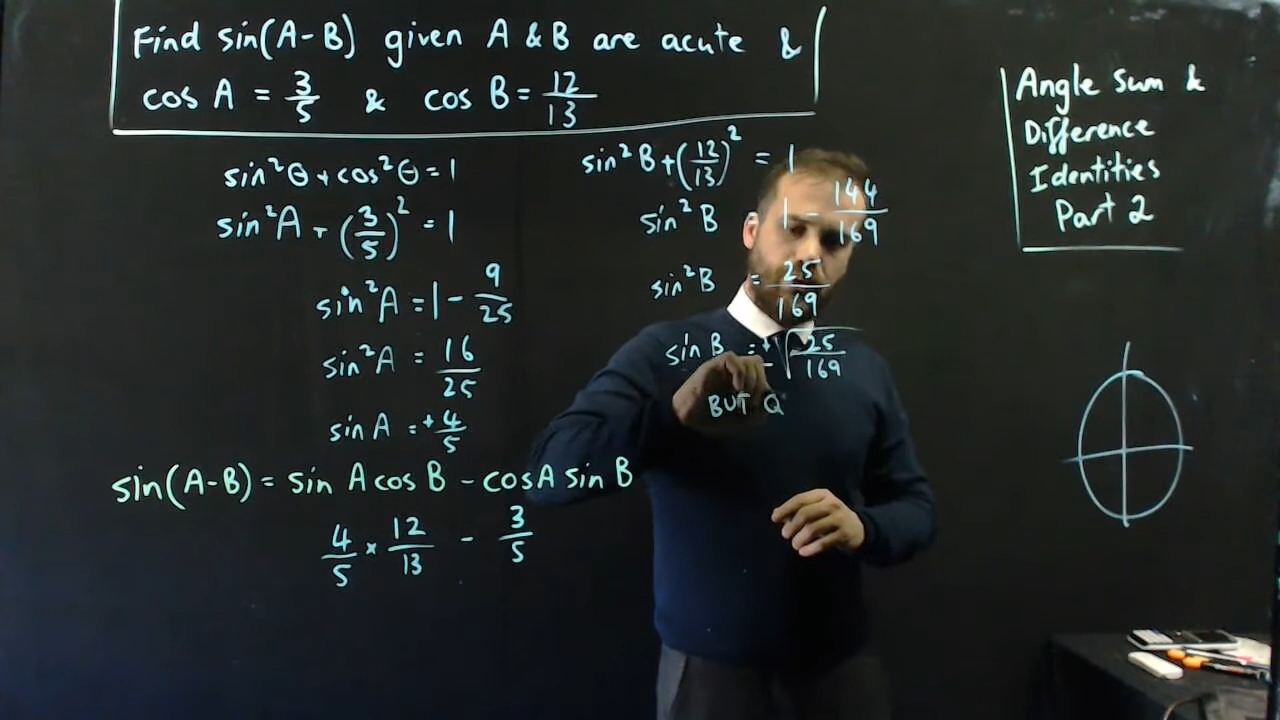 Find sin(A-B) given A & B are acute &
cos A = 3/5 & cos B = 12/13
sin²θ + cos²θ = 1
sin²A + (3/5)² = 1
sin²A = 1 - 9/25
sin²A = 16/25
sin A = + 4/5
sin(A-B) = sin A cos B - cos A sin B
4/5 × 12/13 - 3/5
sin²B + (12/13)² = 1
sin²B 1 - 144/169
sin²B = 25/169
sin B = ± √(25/169)
BUT Q
Angle Sum &
Difference
Identities
Part 2